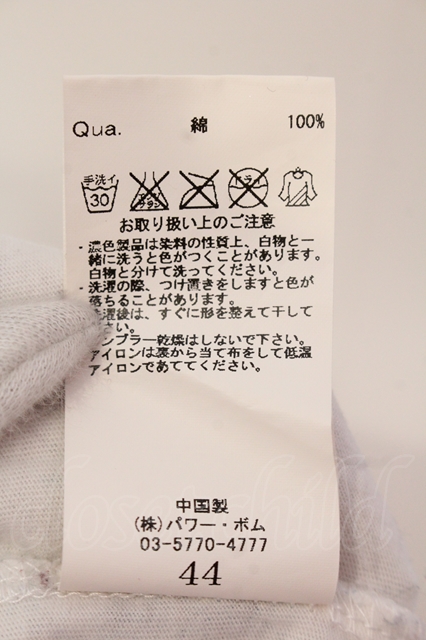 Qua. 綿 100%
手洗イ
30
お取り扱い上のご注意
・濃色製品は染料の性質上、白物と一
緒に洗うと色がつくことがあります。
白物と分けて洗ってください。
・洗濯の際、つけ置きをしますと色が
落ちることがあります。
洗濯後は、すぐに形を整えて干して
さい。
ンブラー乾燥はしないで下さい。
アイロンは裏から当て布をして低温
アイロンであててください。
中国製
(株)パワー・ボム
03-5770-4777
44